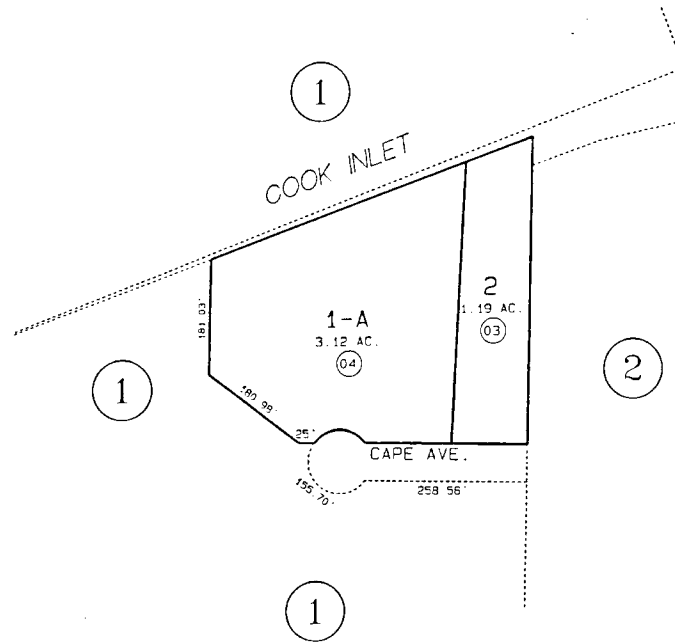 1
COOK INLET
2
1.19 AC.
03
1-A
3.12 AC.
04
181.03'
180.99'
25'
1
2
CAPE AVE.
155.70'
258.56'
1